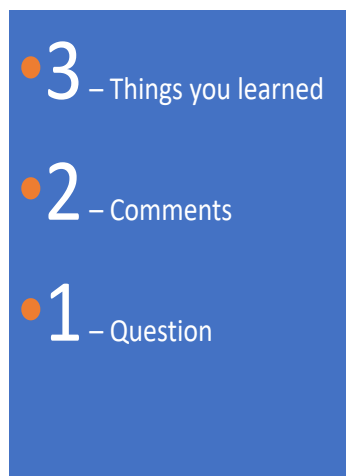 •3 – Things you learned
•2 – Comments
•1 – Question